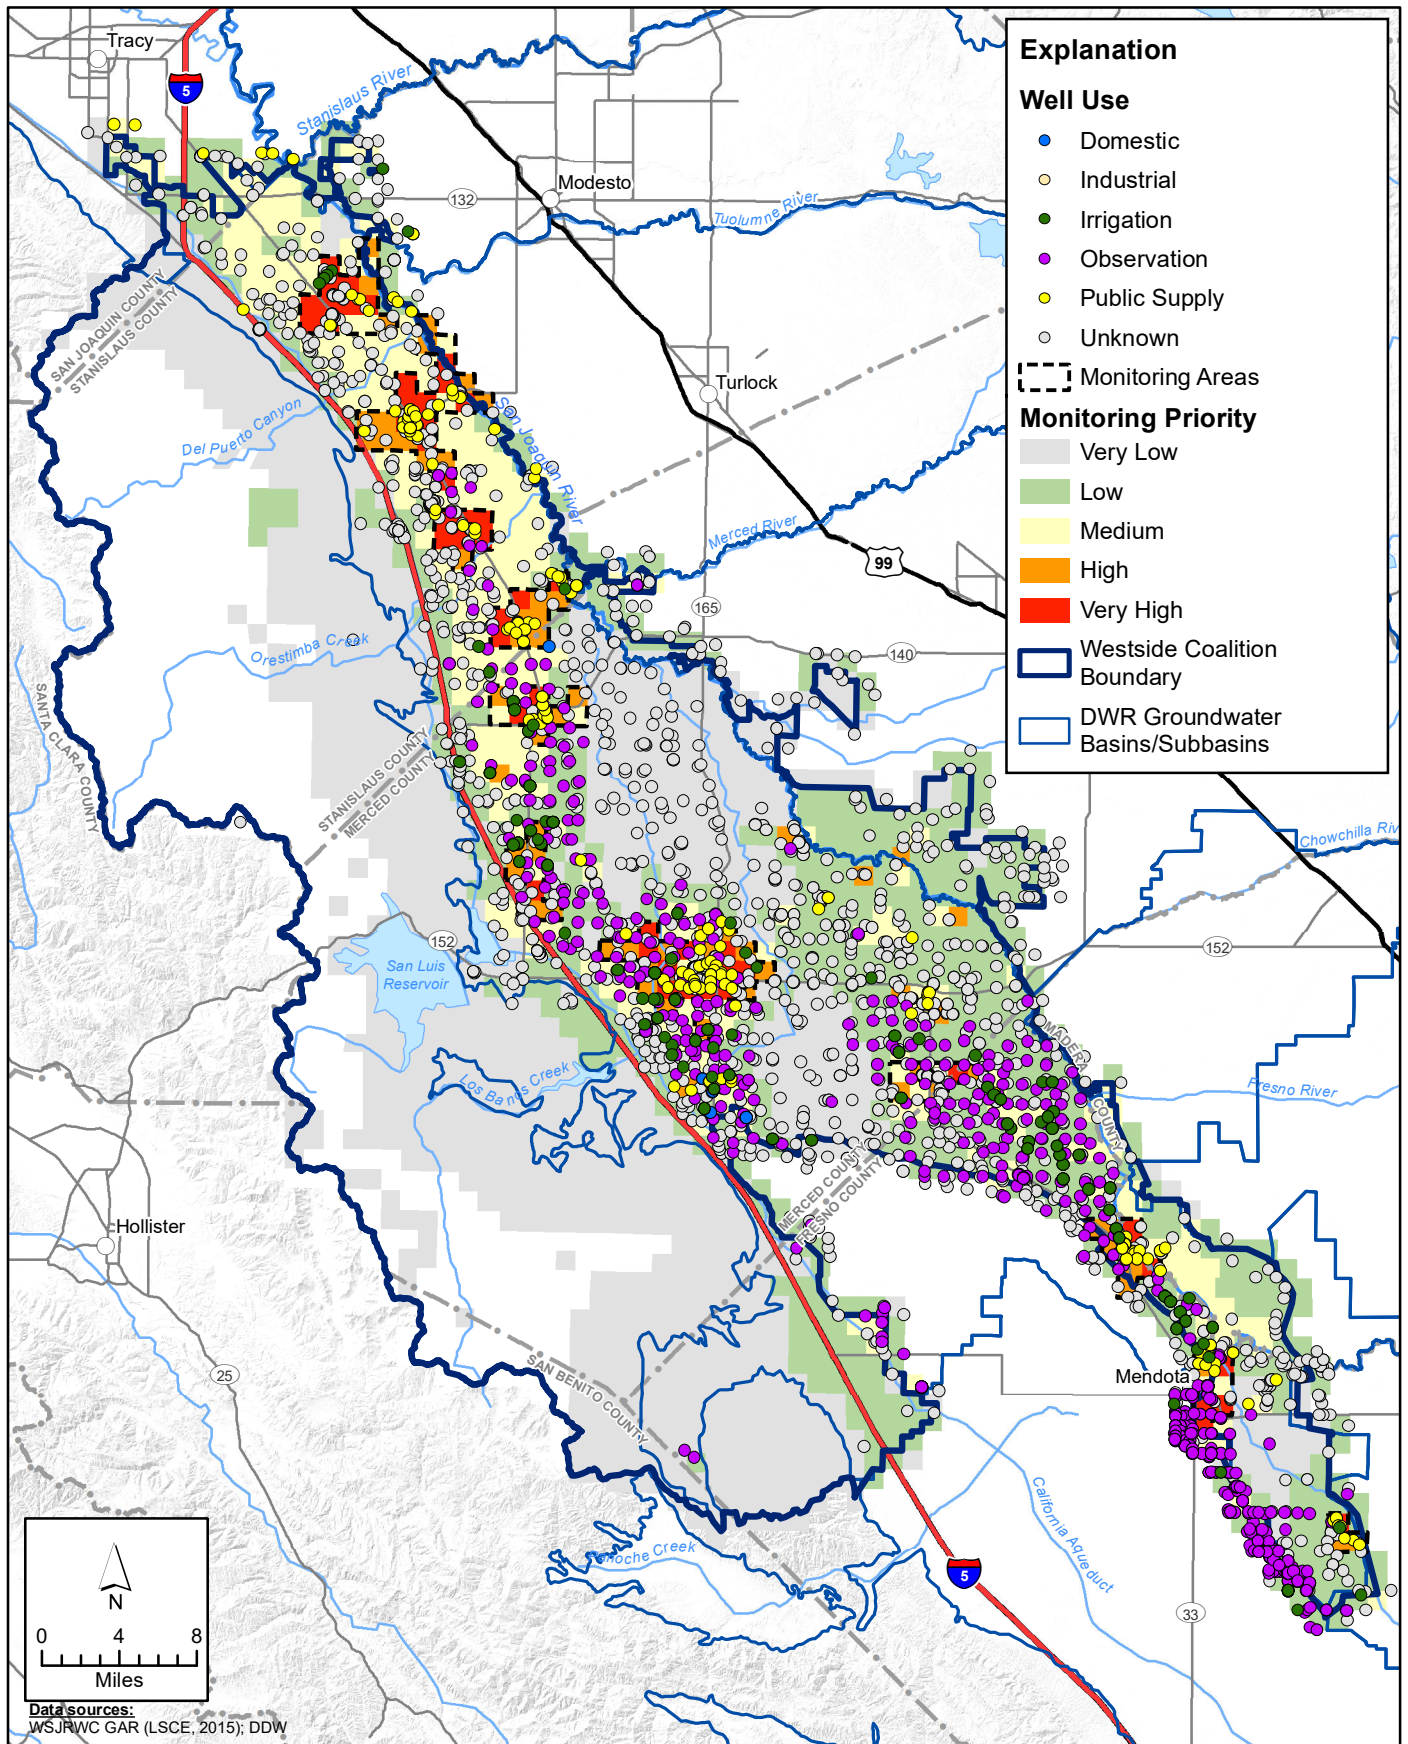 Tracy
5
Stanislaus River
132
Modesto
Tuolumne River
SAN JOAQUIN COUNTY
STANISLAUS COUNTY
Turlock
Del Puerto Canyon
San Joaquin River
Merced River
99
165
Orestimba Creek
140
SANTA CLARA COUNTY
STANISLAUS COUNTY
MERCED COUNTY
Chowchilla Riv
152
152
San Luis
Reservoir
MADERA COUNTY
Los Banos Creek
Fresno River
MERCED COUNTY
FRESNO COUNTY
Hollister
25
SAN BENITO COUNTY
Mendota
California Aqueduct
Panoche Creek
5
33
Explanation
Well Use
Domestic
Industrial
Irrigation
Observation
Public Supply
Unknown
Monitoring Areas
Monitoring Priority
Very Low
Low
Medium
High
Very High
Westside Coalition
Boundary
DWR Groundwater
Basins/Subbasins
N
0 4 8
Miles
Data sources:
WSJRWC GAR (LSCE, 2015); DDW